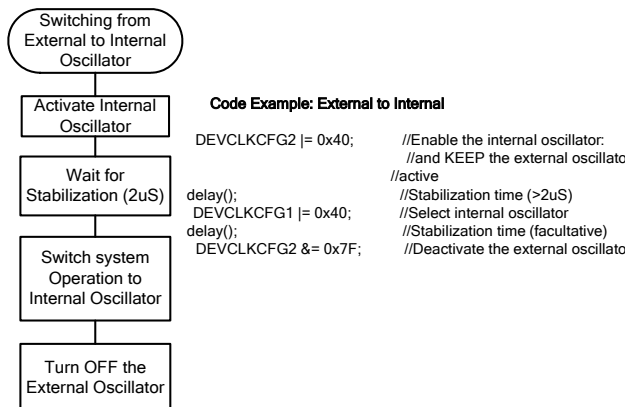 Switching from
External to Internal
Oscillator
Activate Internal
Oscillator
Wait for
Stabilization (2uS)
Switch system
Operation to
Internal Oscillator
Turn OFF the
External Oscillator
Code Example: External to Internal
DEVCLKCFG2 |= 0x40; //Enable the internal oscillator:
//and KEEP the external oscillato
//active
delay(); //Stabilization time (>2uS)
DEVCLKCFG1 |= 0x40; //Select internal oscillator
delay(); //Stabilization time (facultative)
DEVCLKCFG2 &= 0x7F; //Deactivate the external oscillato